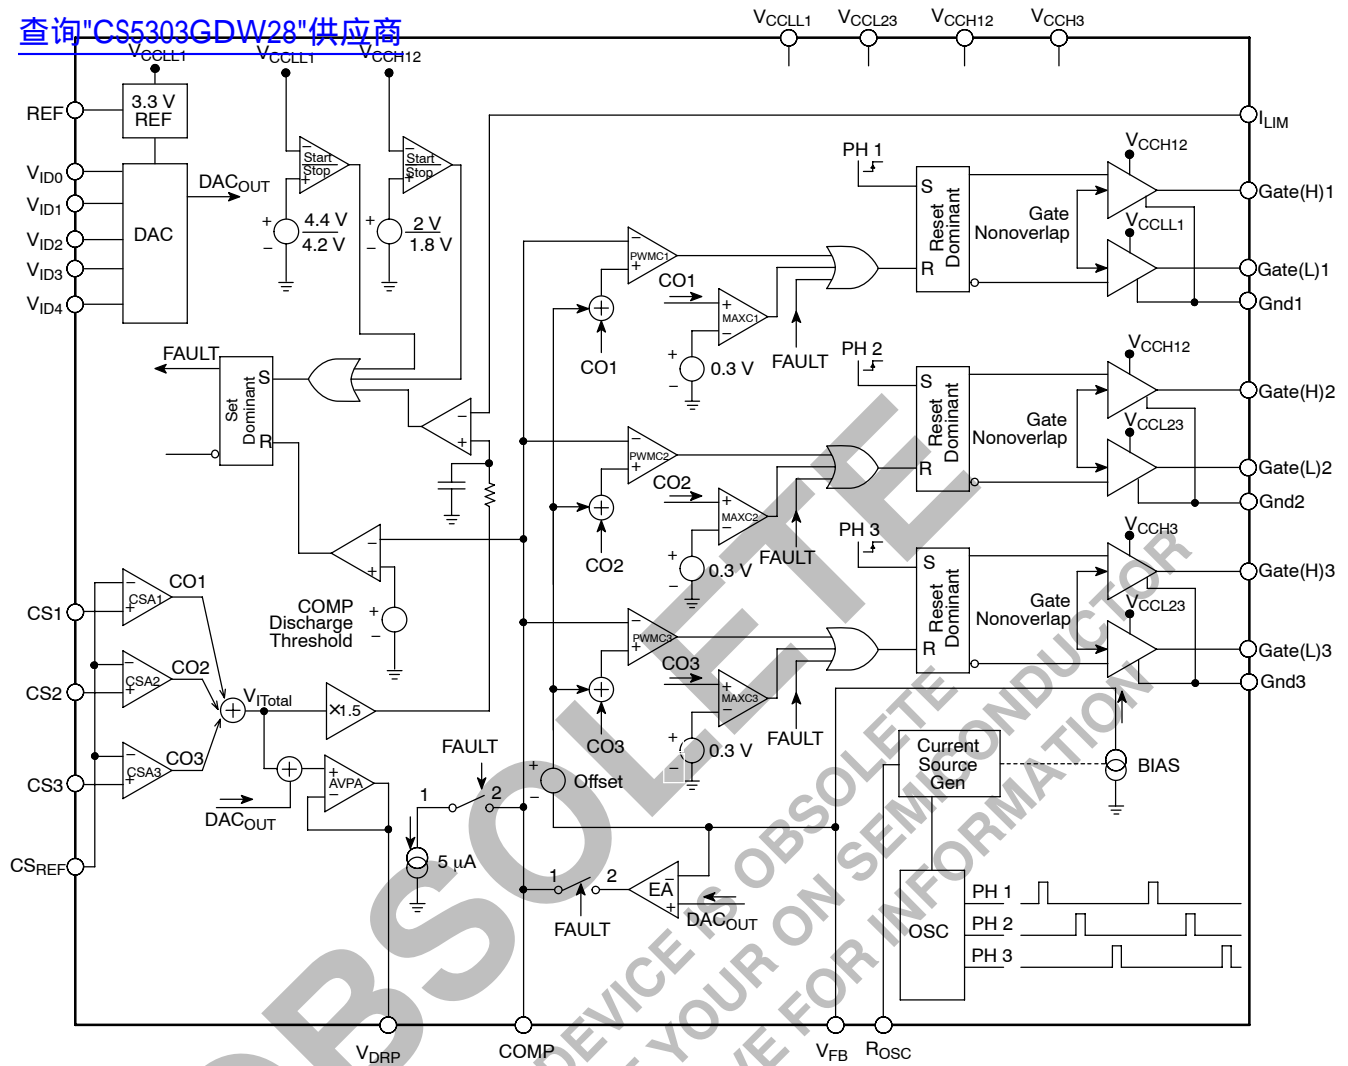 查询"CS5303GDW28"供应商
VCCLL1
VCCL23
VCCH12
VCCH3
VCCLL1
VCCLL1
VCCH12
REF
3.3 V
REF
ILIM
VID0
VID1
VID2
VID3
VID4
DAC
DACOUT
Start
Stop
Start
Stop
+
−
4.4 V
4.2 V
+
−
2 V
1.8 V
PH 1
S
R
Reset
Dominant
Gate
Nonoverlap
VCCH12
VCCLL1
Gate(H)1
Gate(L)1
Gnd1
PWMC1
CO1
CO1
MAXC1
0.3 V
FAULT
FAULT
Set
Dominant
S
R
PH 2
S
R
Reset
Dominant
Gate
Nonoverlap
VCCH12
VCCL23
Gate(H)2
Gate(L)2
Gnd2
PWMC2
CO2
CO2
MAXC2
0.3 V
FAULT
PH 3
S
R
Reset
Dominant
Gate
Nonoverlap
VCCH3
VCCL23
Gate(H)3
Gate(L)3
Gnd3
PWMC3
CO3
CO3
MAXC3
0.3 V
FAULT
COMP
Discharge
Threshold
CS1
CSA1
CO1
CS2
CSA2
CO2
CS3
CSA3
CO3
CSREF
VITotal
×1.5
AVPA
DACOUT
FAULT
1
2
5 μA
Offset
1
2
FAULT
EA
DACOUT
Current
Source
Gen
BIAS
OSC
PH 1
PH 2
PH 3
VDRP
COMP
VFB
ROSC
OBSOLETE
DEVICE IS OBSOLETE
YOUR ON SEMICONDUCTOR
VE FOR INFORMATION